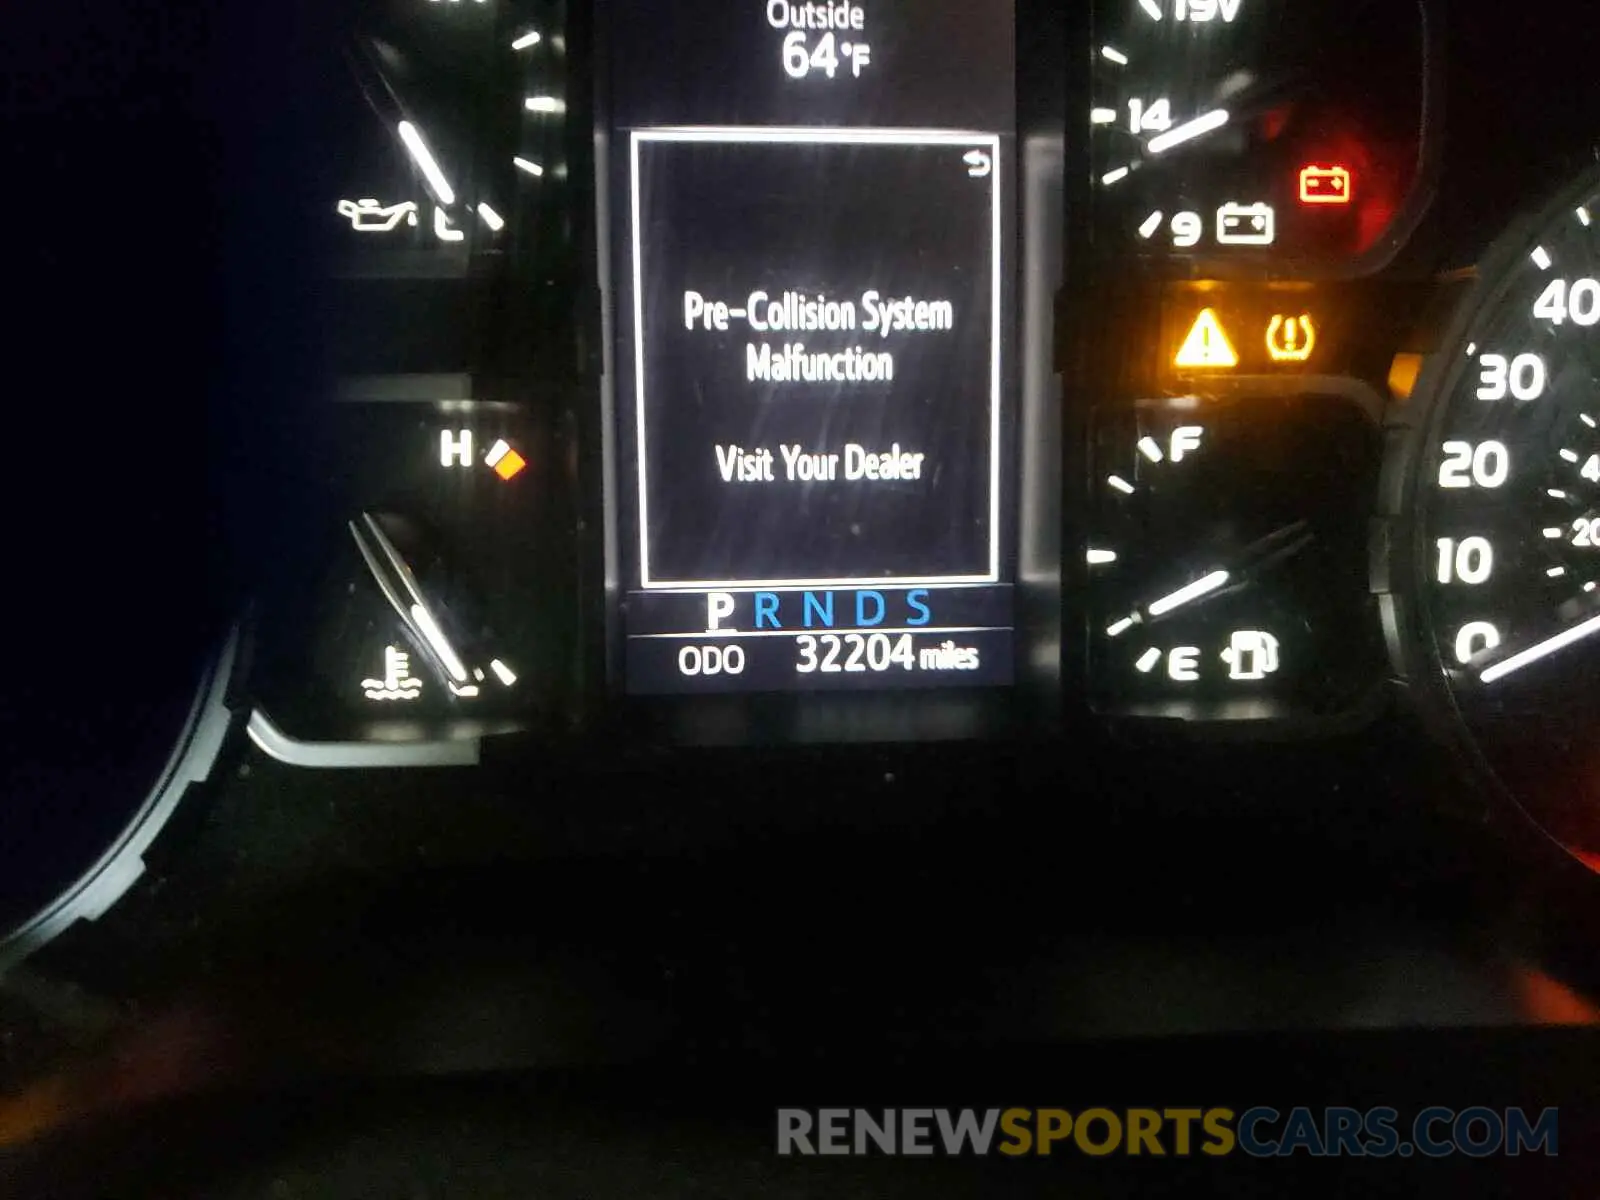 Outside
64°F
19V
14
9
Pre-Collision System
Malfunction
Visit Your Dealer
H
F
E
P R N D S
ODO 32204 miles
40
30
20
10
0
20
RENEWSPORTSCARS.COM